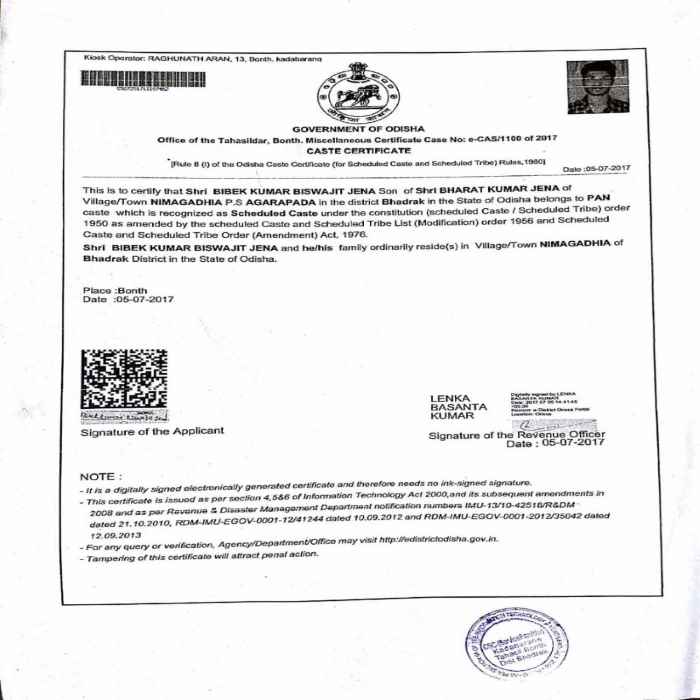 Kiosk Operator: RAGHUNATH ARAN, 13, Bonth, kadabarang
GOVERNMENT OF ODISHA
Office of the Tahasildar, Bonth. Miscellaneous Certificate Case No: e-CAS/1100 of 2017
CASTE CERTIFICATE
[Rule 8 (i) of the Odisha Caste Certificate (for Scheduled Caste and Scheduled Tribe) Rules,1980]
Date :05-07-2017
This is to certify that Shri BIBEK KUMAR BISWAJIT JENA Son of Shri BHARAT KUMAR JENA of
Village/Town NIMAGADHIA P.S AGARAPADA in the district Bhadrak in the State of Odisha belongs to PAN
caste which is recognized as Scheduled Caste under the constitution (scheduled Caste / Scheduled Tribe) order
1950 as amended by the scheduled Caste and Scheduled Tribe List (Modification) order 1956 and Scheduled
Caste and Scheduled Tribe Order (Amendment) Act, 1976.
Shri BIBEK KUMAR BISWAJIT JENA and he/his family ordinarily reside(s) in Village/Town NIMAGADHIA of
Bhadrak District in the State of Odisha.
Place :Bonth
Date :05-07-2017
Signature of the Applicant
LENKA
BASANTA
KUMAR
Digitally signed by LENKA
BASANTA KUMAR
Signature of the Revenue Officer
Date : 05-07-2017
NOTE :
- It is a digitally signed electronically generated certificate and therefore needs no ink-signed signature.
- This certificate is issued as per section 4,5&6 of Information Technology Act 2000,and its subsequent amendments in
2008 and as per Revenue & Disaster Management Department notification numbers IMU-13/10-42516/R&DM
dated 21.10.2010, RDM-IMU-EGOV-0001-12/41244 dated 10.09.2012 and RDM-IMU-EGOV-0001-2012/35042 dated
12.09.2013
- For any query or verification, Agency/Department/Office may visit http://edistrictodisha.gov.in.
- Tampering of this certificate will attract penal action.
Kadabarang